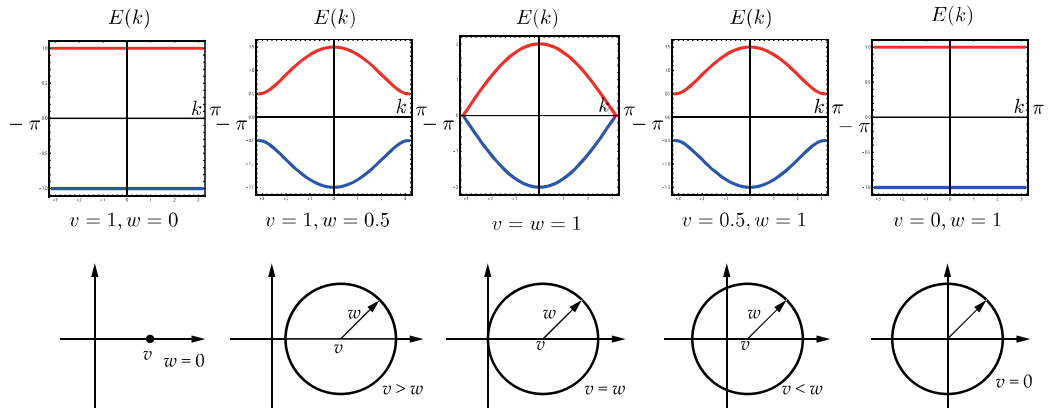 E(k) E(k) E(k) E(k) E(k)
k π k π k π k π k π
− π − π − π − π − π
v = 1, w = 0 v = 1, w = 0.5 v = w = 1 v = 0.5, w = 1 v = 0, w = 1
w w w w
v w = 0 v v v
v > w v = w v < w v = 0